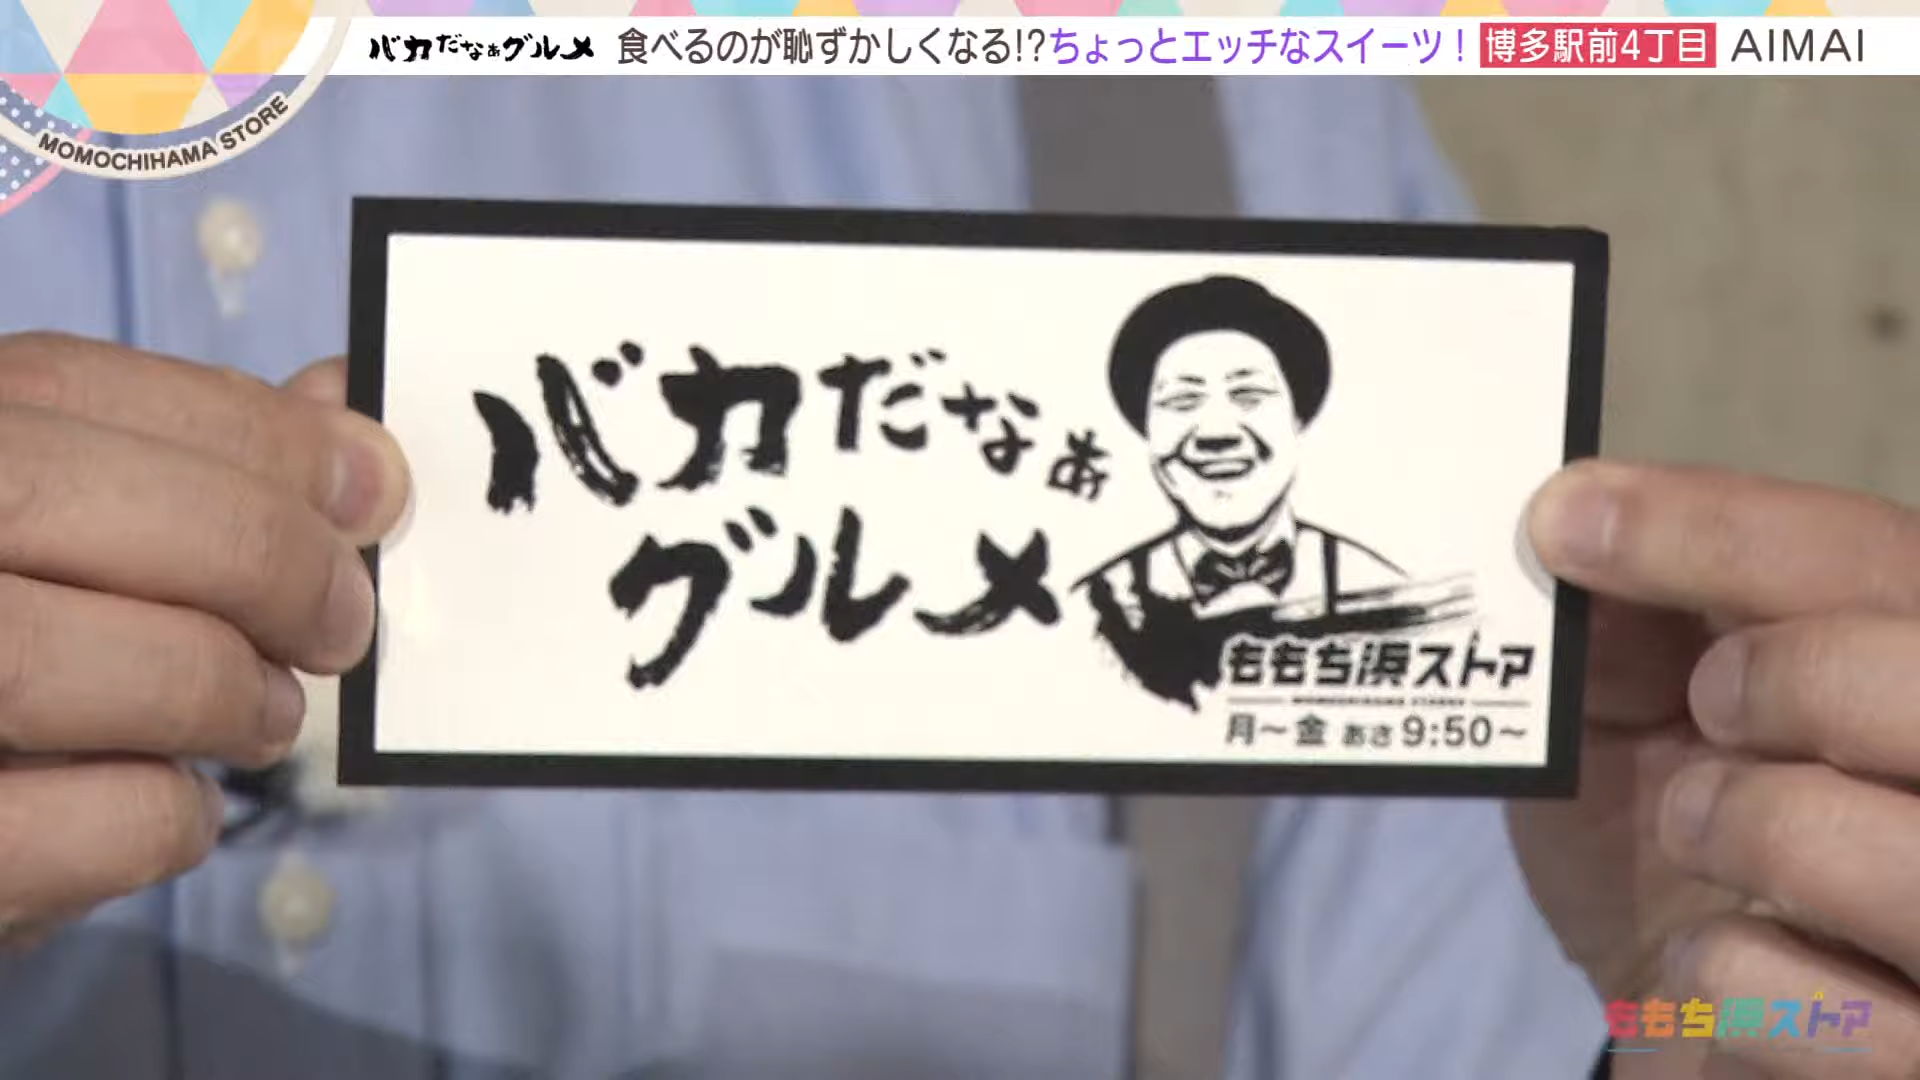 バカだなぁグルメ 食べるのが恥ずかしくなる!?ちょっとエッチなスイーツ! 博多駅前4丁目 AIMAI
MOMOCHIHAMA STORE
バカだなぁ
グルメ
ももち浜ストア
月〜金 あさ 9:50〜
ももち浜ストア